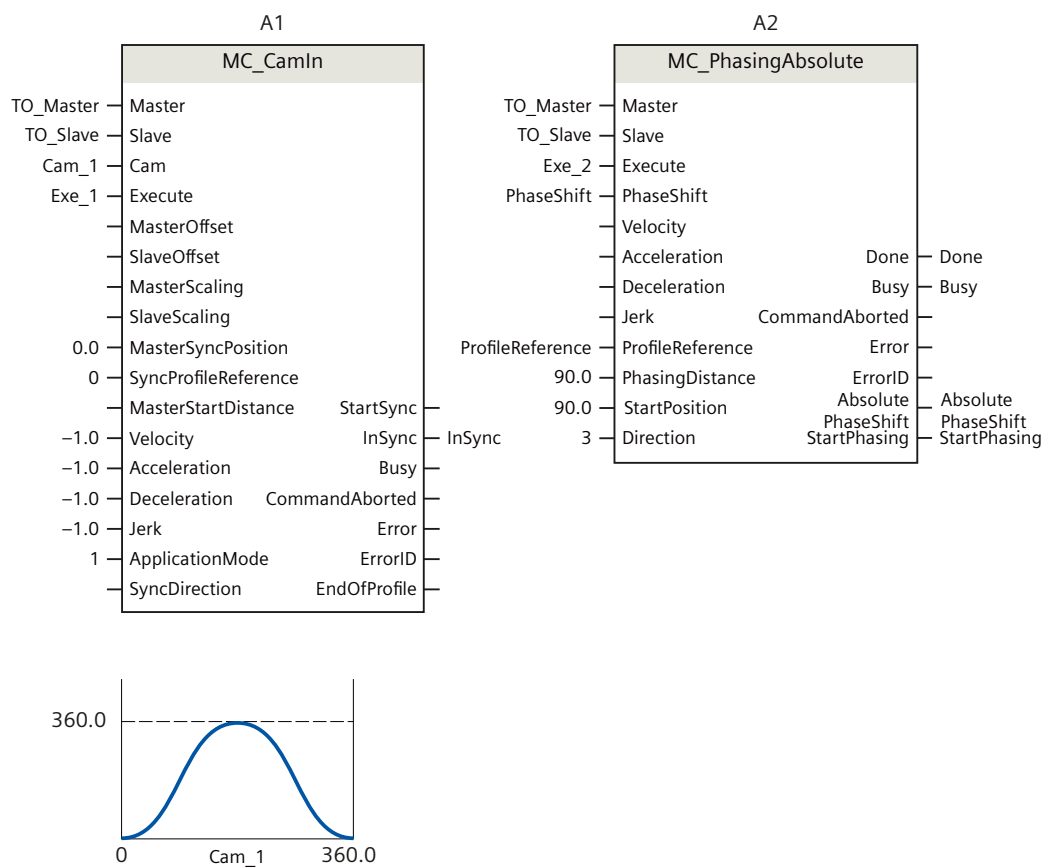 A1
MC_CamIn
TO_Master Master
TO_Slave Slave
Cam_1 Cam
Exe_1 Execute
MasterOffset
SlaveOffset
MasterScaling
SlaveScaling
0.0 MasterSyncPosition
0 SyncProfileReference
MasterStartDistance StartSync
−1.0 Velocity InSync InSync
−1.0 Acceleration Busy
−1.0 Deceleration CommandAborted
−1.0 Jerk Error
1 ApplicationMode ErrorID
SyncDirection EndOfProfile
A2
MC_PhasingAbsolute
TO_Master Master
TO_Slave Slave
Exe_2 Execute
PhaseShift PhaseShift
Velocity
Acceleration Done Done
Deceleration Busy Busy
Jerk CommandAborted
ProfileReference ProfileReference Error
90.0 PhasingDistance ErrorID
90.0 StartPosition Absolute Absolute
PhaseShift PhaseShift
3 Direction StartPhasing StartPhasing
360.0
0 Cam_1 360.0